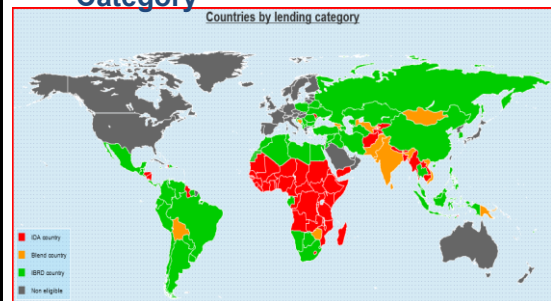 Category
Countries by lending category
IDA country
Blend country
IBRD country
Non eligible